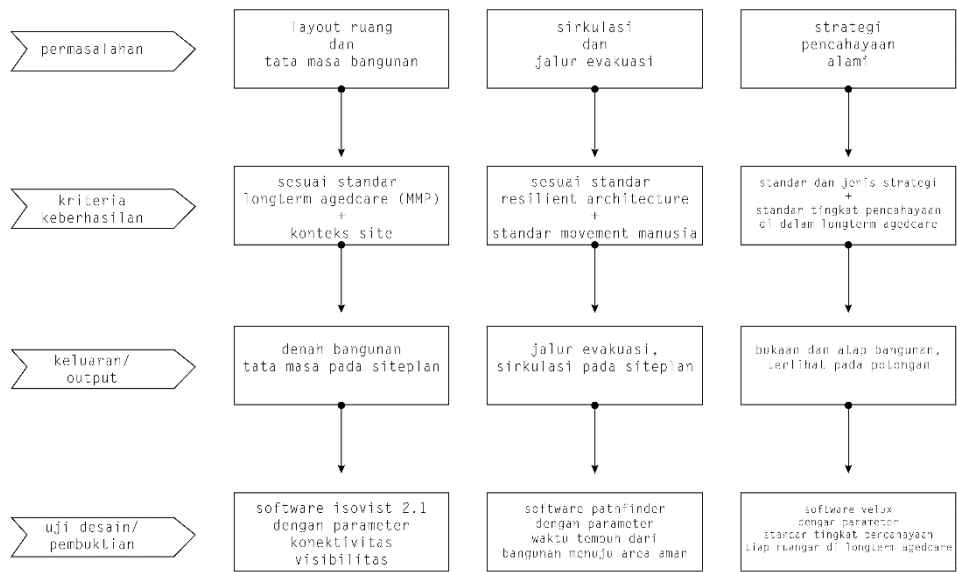 permasalahan
layout ruang
dan
tata masa bangunan
sirkulasi
dan
jalur evakuasi
strategi
pencahayaan
alami
kriteria
keberhasilan
sesuai standar
longterm agedcare (MMP)
+
konteks site
sesuai standar
resilient architecture
+
standar movement manusia
standar dan jenis strategi
+
standar tingkat pencahayaan
di dalam longterm agedcare
keluaran/
output
denah bangunan
tata masa pada siteplan
jalur evakuasi,
sirkulasi pada siteplan
bukaan dan atap bangunan,
terlihat pada potongan
uji desain/
pembuktian
software isovist 2.1
dengan parameter
konektivitas
visibilitas
software pathfinder
dengan parameter
waktu tempuh dari
bangunan menuju area aman
software velux
dengan parameter
standar tingkat pencahayaan
tiap ruangan di longterm agedcare